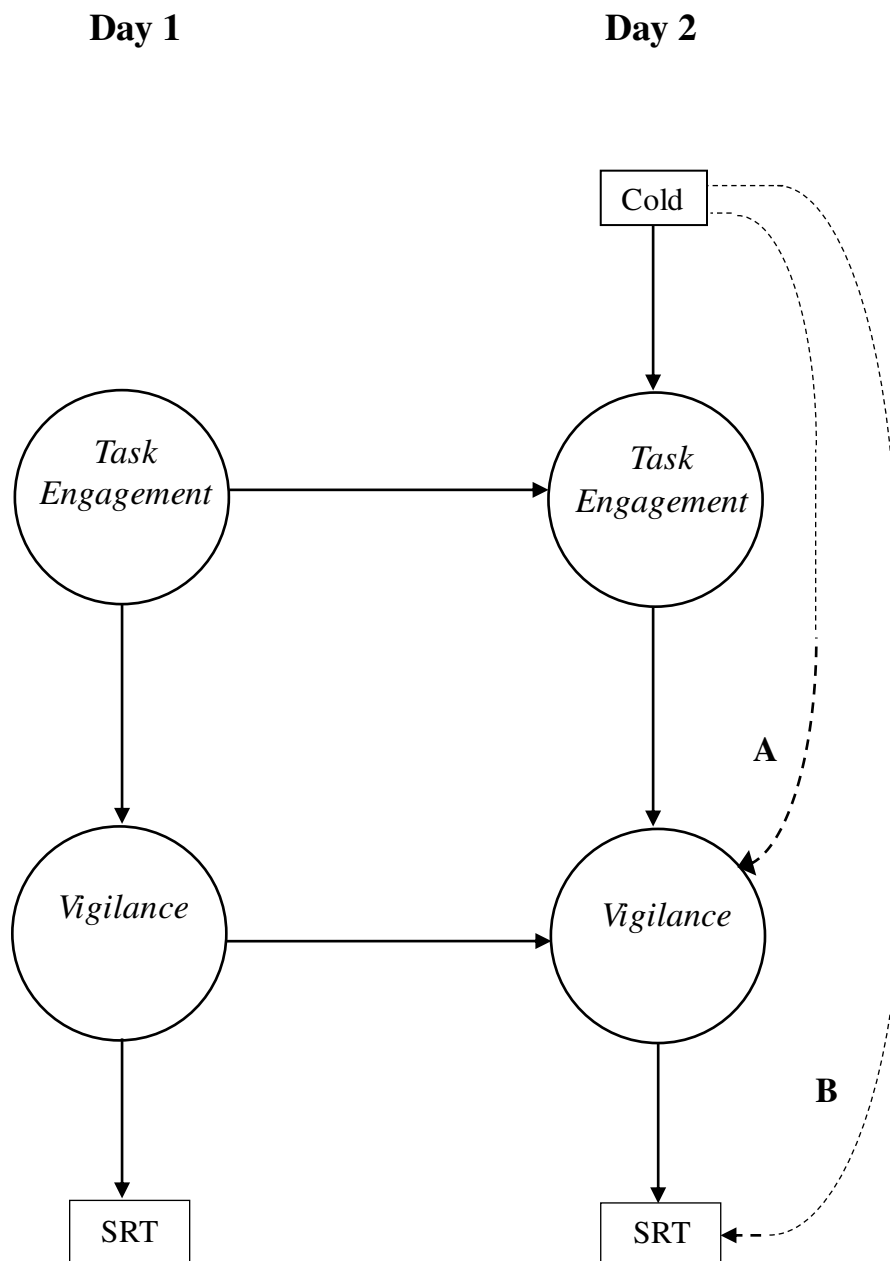 Day 1
Day 2
Cold
Task
Engagement
Task
Engagement
A
Vigilance
Vigilance
B
SRT
SRT